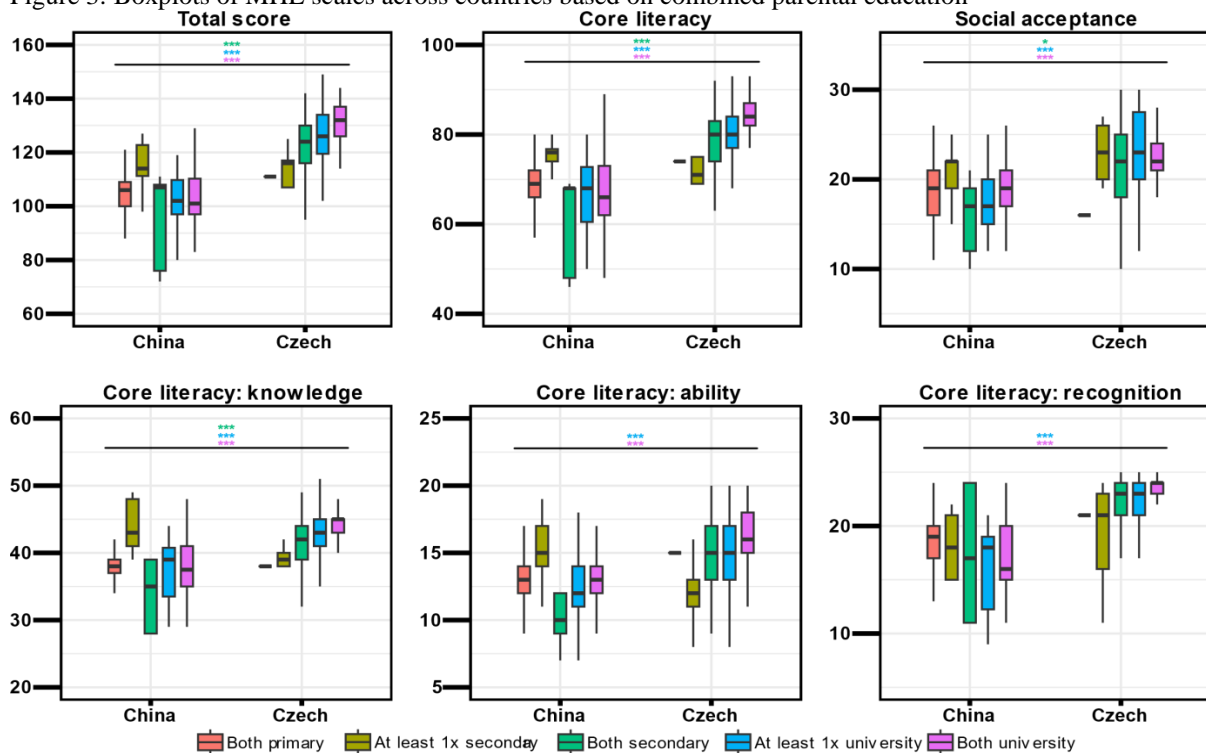 Figure 3. Boxplots of MHL scales across countries based on combined parental education
Total score
Core literacy
Social acceptance
160
140
120
100
80
60
***
***
***
China
Czech
100
80
60
40
***
***
***
China
Czech
30
20
10
*
***
***
China
Czech
Core literacy: knowledge
Core literacy: ability
Core literacy: recognition
60
50
40
30
20
***
***
***
China
Czech
25
20
15
10
5
***
***
China
Czech
30
20
10
***
***
China
Czech
Both primary
At least 1x secondary
Both secondary
At least 1x university
Both university